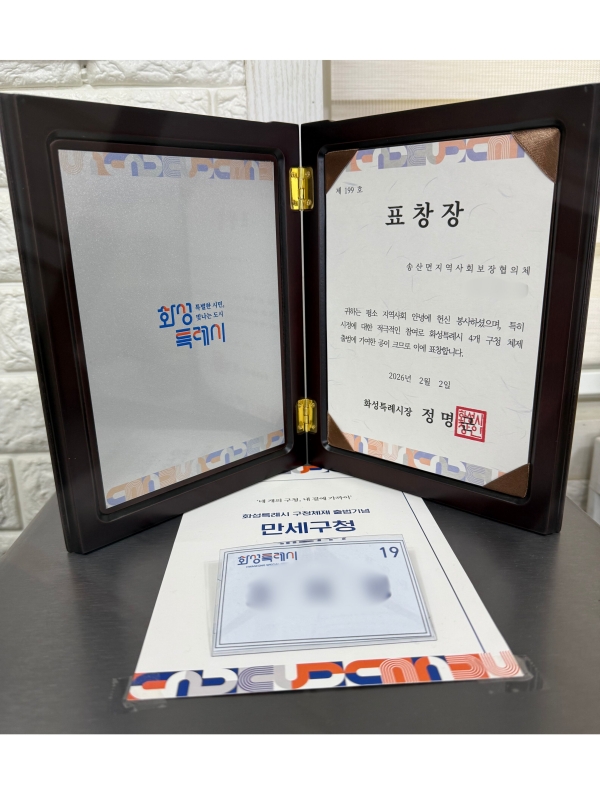 화성
특례시
특별한 시민,
빛나는 도시
제 199 호
표창장
송산면지역사회보장협의체
귀하는 평소 지역사회 안녕에 헌신 봉사하셨으며, 특히
시정에 대한 적극적인 참여로 화성특례시 4개 구청 체제
출범에 기여한 공이 크므로 이에 표창합니다.
2026년 2월 2일
화성특례시장 정명
'네 개의 구청, 내 곁에 가까이'
화성특례시 구청체제 출범기념
만세구청
화성특례시
19